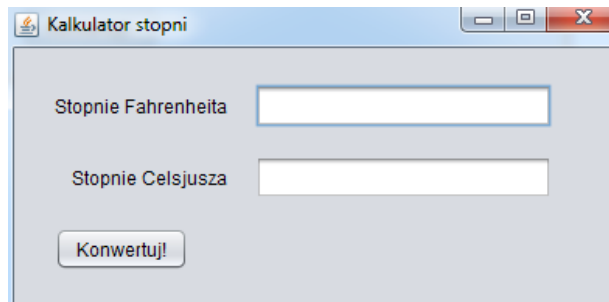 Kalkulator stopni
Stopnie Fahrenheita
Stopnie Celsjusza
Konwertuj!